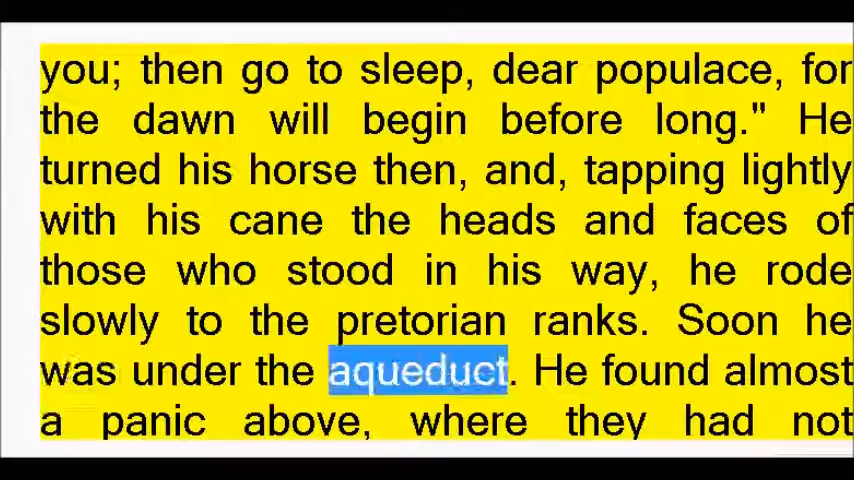 you; then go to sleep, dear populace, for
the dawn will begin before long." He
turned his horse then, and, tapping lightly
with his cane the heads and faces of
those who stood in his way, he rode
slowly to the pretorian ranks. Soon he
was under the aqueduct. He found almost
a panic above, where they had not